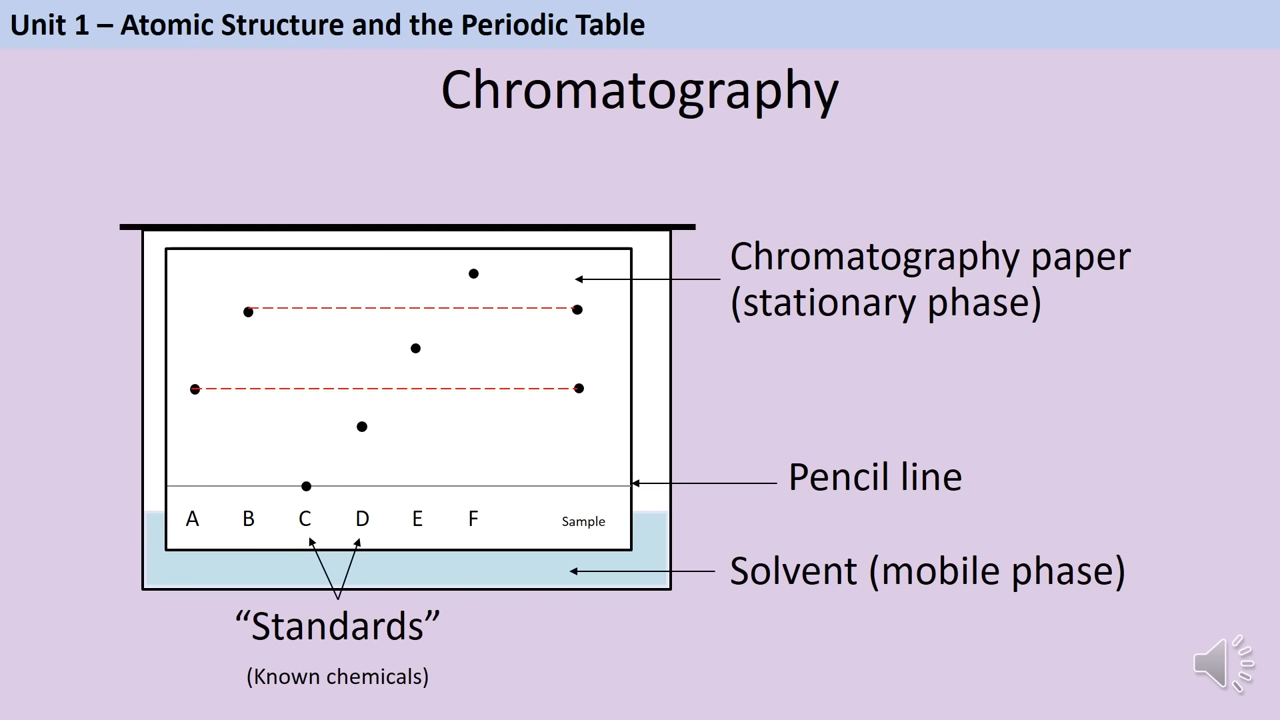 Unit 1 – Atomic Structure and the Periodic Table
Chromatography
Chromatography paper
(stationary phase)
Pencil line
A B C D E F Sample
Solvent (mobile phase)
“Standards”
(Known chemicals)